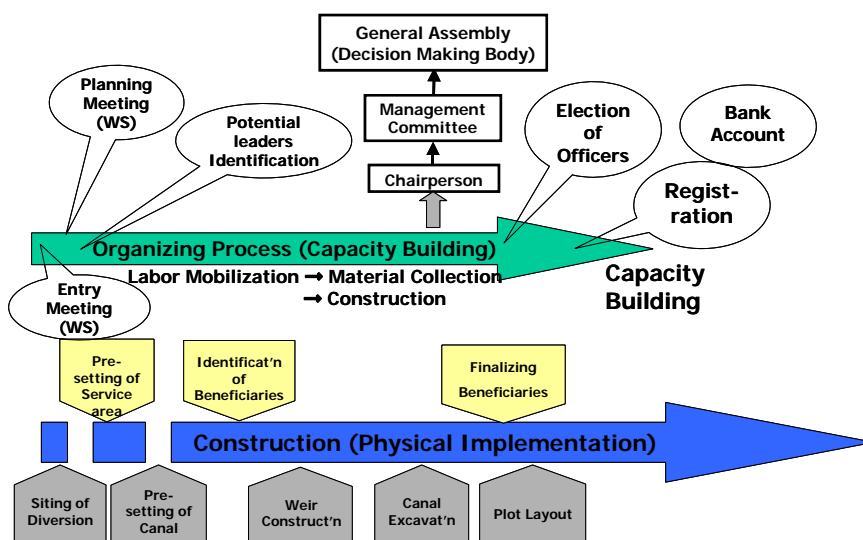 General Assembly
(Decision Making Body)
Planning
Meeting
(WS)
Potential
leaders
Identification
Management
Committee
Election
of
Officers
Bank
Account
Chairperson
Regist-
ration
Organizing Process (Capacity Building)
Labor Mobilization → Material Collection
→ Construction
Capacity
Building
Entry
Meeting
(WS)
Pre-
setting of
Service
area
Identificat'n
of
Beneficiaries
Finalizing
Beneficiaries
Construction (Physical Implementation)
Siting of
Diversion
Pre-
setting of
Canal
Weir
Construct'n
Canal
Excavat'n
Plot Layout